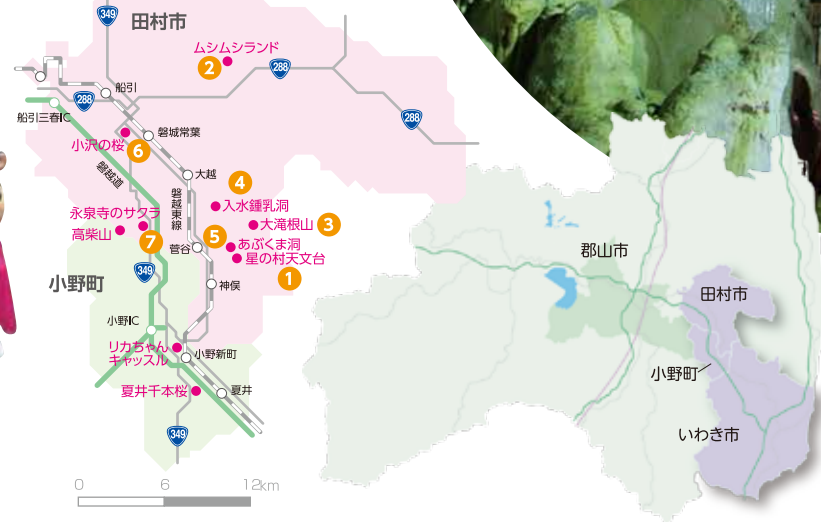 349
田村市
ムシムシランド
2
288
船引
288
288
船引三春IC
磐城常葉
小沢の桜
6
大越
磐越道
磐越東線
4
入水鍾乳洞
永泉寺のサクラ
大滝根山
3
高柴山
7
5
あぶくま洞
菅谷
星の村天文台
1
349
小野町
神俣
小野IC
リカちゃん
キャッスル
小野新町
夏井千本桜
夏井
349
0
6
12km
郡山市
田村市
小野町
いわき市